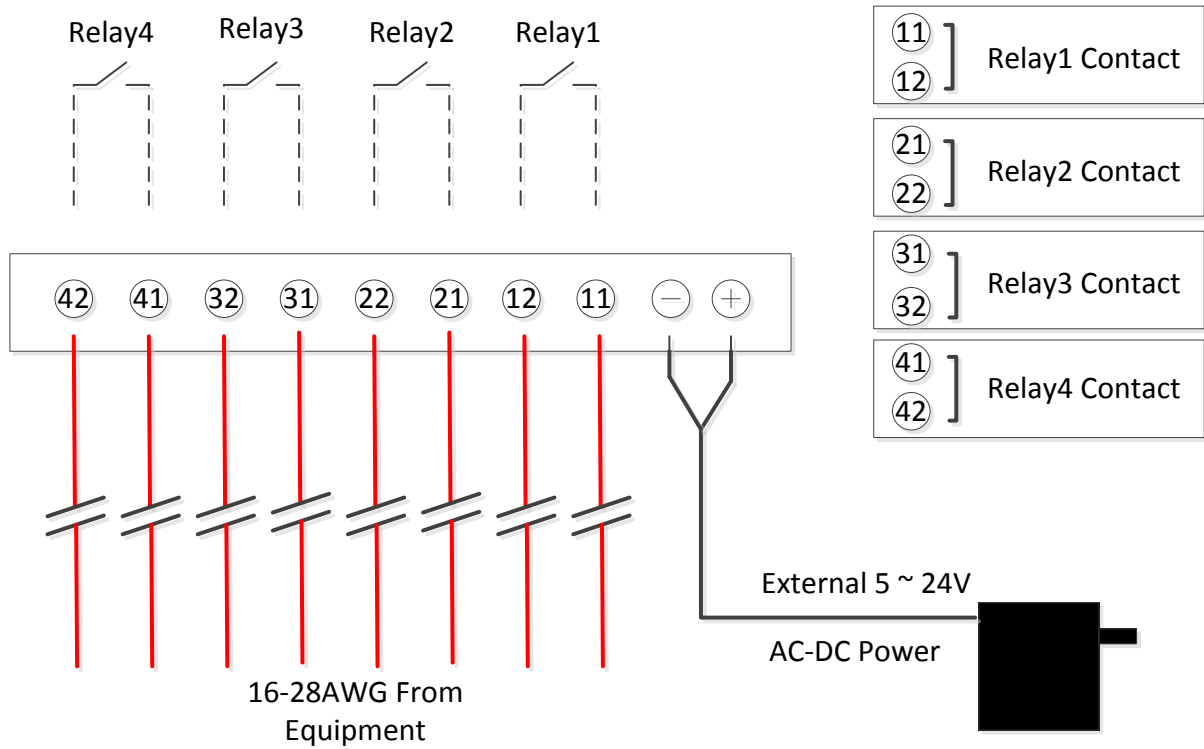 Relay4 Relay3 Relay2 Relay1
42 41 32 31 22 21 12 11 − +
16-28AWG From
Equipment
11
12
Relay1 Contact
21
22
Relay2 Contact
31
32
Relay3 Contact
41
42
Relay4 Contact
External 5 ~ 24V
AC-DC Power